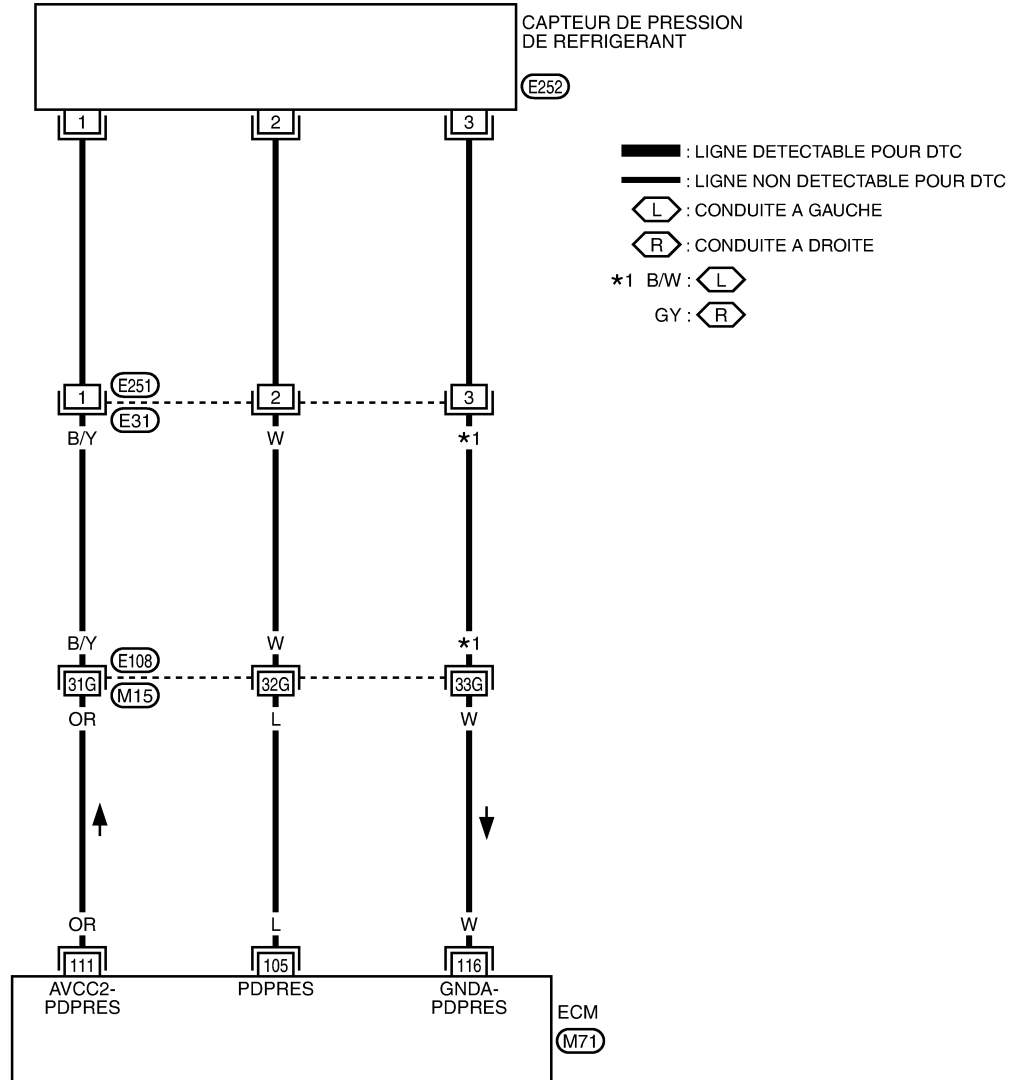 CAPTEUR DE PRESSION
DE REFRIGERANT
E252
1 2 3
: LIGNE DETECTABLE POUR DTC
: LIGNE NON DETECTABLE POUR DTC
L : CONDUITE A GAUCHE
R : CONDUITE A DROITE
*1 B/W : L
GY : R
E251
1 2 3
E31
B/Y W *1
B/Y W *1
E108
31G 32G 33G
M15
OR L W
OR L W
111 105 116
AVCC2- PDPRES GNDA-
PDPRES PDPRES
ECM
M71